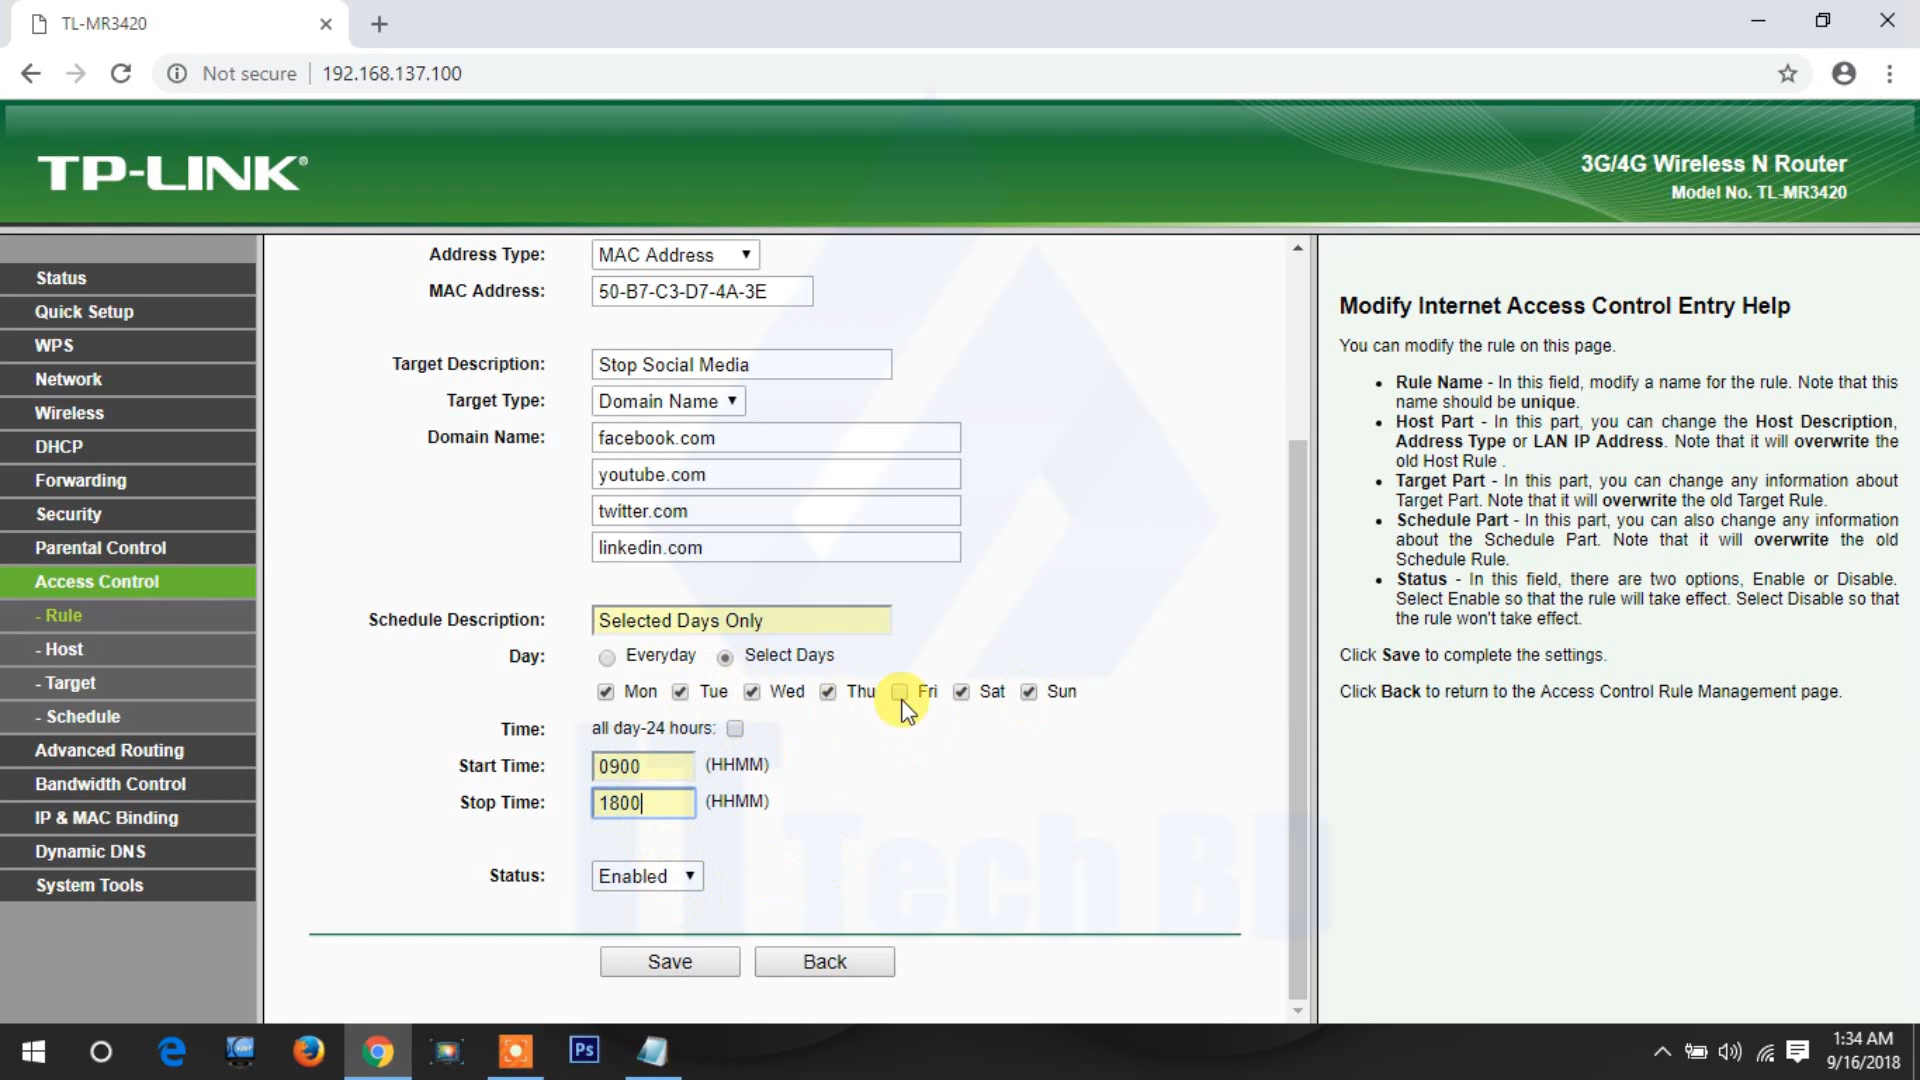 TL-MR3420
Not secure 192.168.137.100
TP-LINK®
3G/4G Wireless N Router
Model No. TL-MR3420
Status
Quick Setup
WPS
Network
Wireless
DHCP
Forwarding
Security
Parental Control
Access Control
- Rule
- Host
- Target
- Schedule
Advanced Routing
Bandwidth Control
IP & MAC Binding
Dynamic DNS
System Tools
Address Type: MAC Address
MAC Address: 50-B7-C3-D7-4A-3E
Target Description: Stop Social Media
Target Type: Domain Name
Domain Name: facebook.com
youtube.com
twitter.com
linkedin.com
Schedule Description: Selected Days Only
Day: Everyday Select Days
Mon Tue Wed Thu Fri Sat Sun
Time: all day-24 hours:
Start Time: 0900 (HHMM)
Stop Time: 1800 (HHMM)
Status: Enabled
Save Back
IT Tech BD
Modify Internet Access Control Entry Help
You can modify the rule on this page.
• Rule Name - In this field, modify a name for the rule. Note that this
name should be unique.
• Host Part - In this part, you can change the Host Description,
Address Type or LAN IP Address. Note that it will overwrite the
old Host Rule .
• Target Part - In this part, you can change any information about
Target Part. Note that it will overwrite the old Target Rule.
• Schedule Part - In this part, you can also change any information
about the Schedule Part. Note that it will overwrite the old
Schedule Rule.
• Status - In this field, there are two options, Enable or Disable.
Select Enable so that the rule will take effect. Select Disable so that
the rule won't take effect.
Click Save to complete the settings.
Click Back to return to the Access Control Rule Management page.
Ps
1:34 AM
9/16/2018